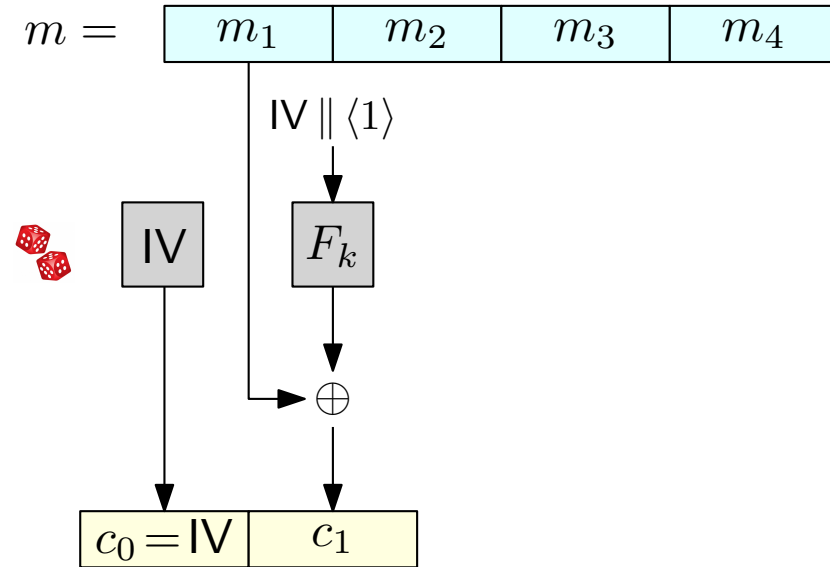 m = m₁ m₂ m₃ m₄
IV ∥ ⟨1⟩
IV Fₖ
⊕
c₀ = IV c₁